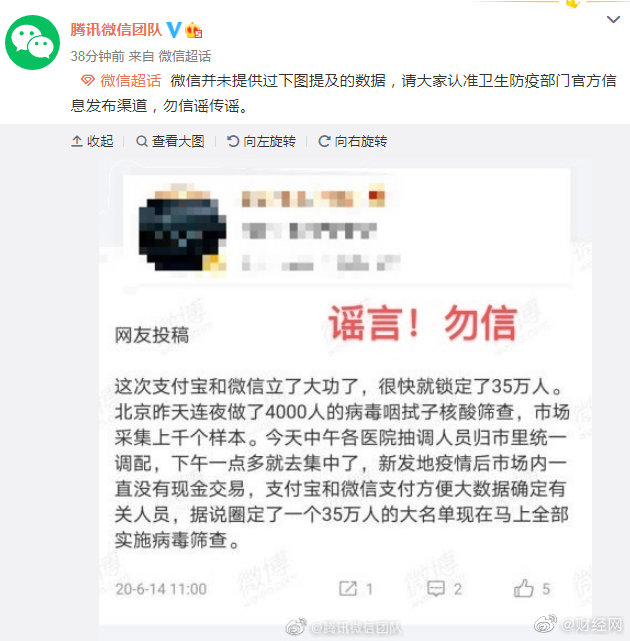 腾讯微信团队
38分钟前 来自 微信超话
微信超话 微信并未提供过下图提及的数据，请大家认准卫生防疫部门官方信
息发布渠道，勿信谣传谣。
收起 查看大图 向左旋转 向右旋转
谣言！勿信
网友投稿
这次支付宝和微信立了大功了，很快就锁定了35万人。
北京昨天连夜做了4000人的病毒咽拭子核酸筛查，市场
采集上千个样本。今天中午各医院抽调人员归市里统一
调配，下午一点多就去集中了，新发地疫情后市场内一
直没有现金交易，支付宝和微信支付方便大数据确定有
关人员，据说圈定了一个35万人的大名单现在马上全部
实施病毒筛查。
20-6-14 11:00 1 2 5
@腾讯微信团队
@财经网